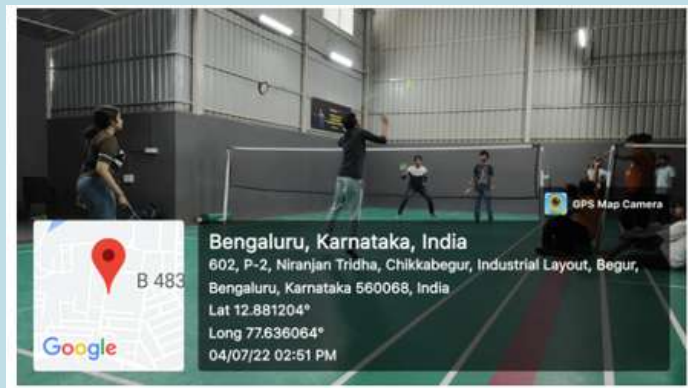 GPS Map Camera
Bengaluru, Karnataka, India
602, P-2, Niranjan Tridha, Chikkabegur, Industrial Layout, Begur,
Bengaluru, Karnataka 560068, India
Lat 12.881204°
Long 77.636064°
04/07/22 02:51 PM
B 483
Google